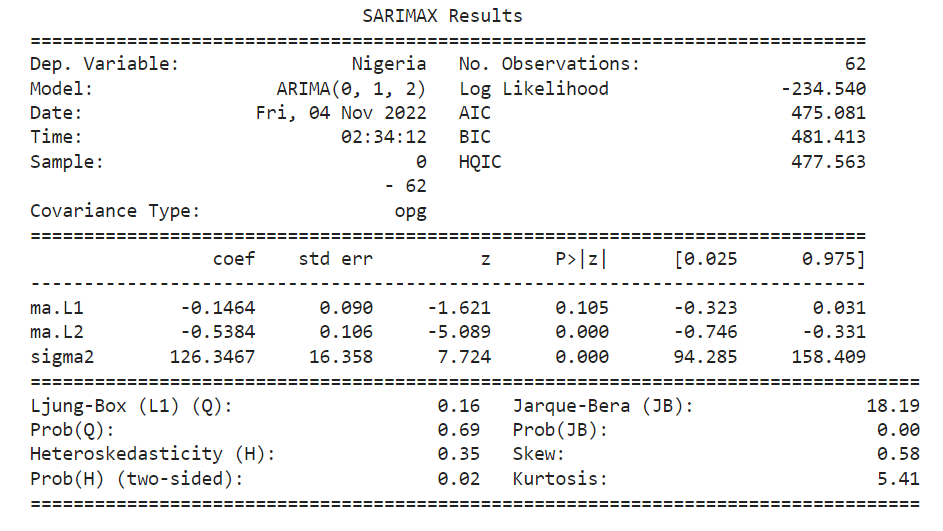 SARIMAX Results
==============================================================================
Dep. Variable:                Nigeria   No. Observations:                   62
Model:                 ARIMA(0, 1, 2)   Log Likelihood                -234.540
Date:                Fri, 04 Nov 2022   AIC                            475.081
Time:                        02:34:12   BIC                            481.413
Sample:                             0   HQIC                           477.563
                                 - 62
Covariance Type:                  opg
==============================================================================
                 coef    std err          z      P>|z|      [0.025      0.975]
------------------------------------------------------------------------------
ma.L1         -0.1464      0.090     -1.621      0.105      -0.323       0.031
ma.L2         -0.5384      0.106     -5.089      0.000      -0.746      -0.331
sigma2       126.3467     16.358      7.724      0.000      94.285     158.409
===================================================================================
Ljung-Box (L1) (Q):                   0.16   Jarque-Bera (JB):                18.19
Prob(Q):                              0.69   Prob(JB):                         0.00
Heteroskedasticity (H):               0.35   Skew:                             0.58
Prob(H) (two-sided):                  0.02   Kurtosis:                         5.41
===================================================================================